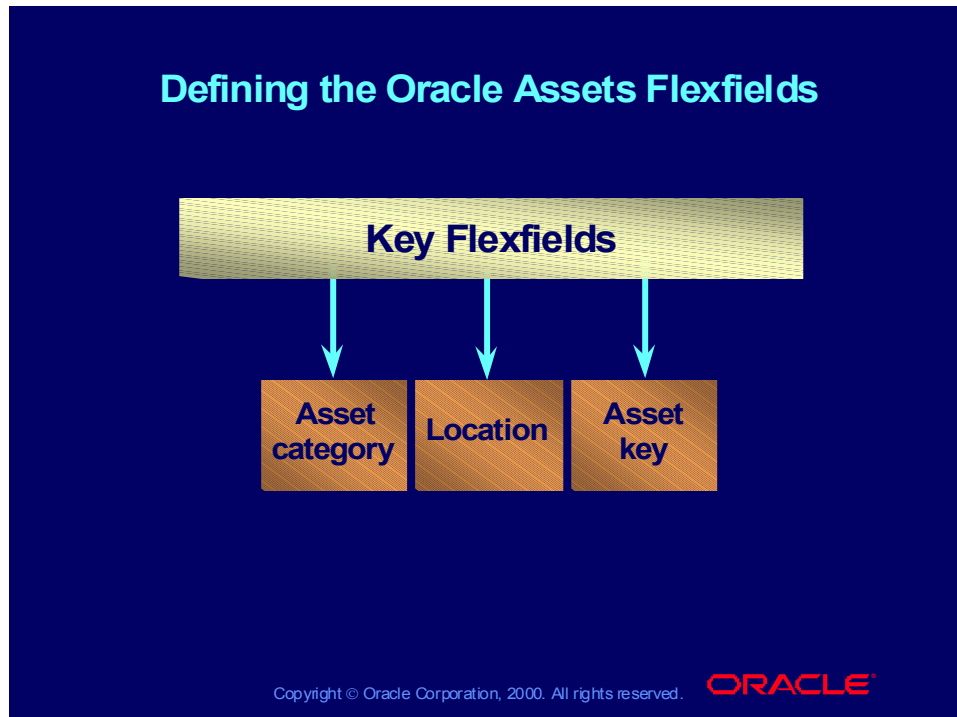 Defining the Oracle Assets Flexfields
Key Flexfields
Asset
category
Location
Asset
key
Copyright © Oracle Corporation, 2000. All rights reserved.
ORACLE®